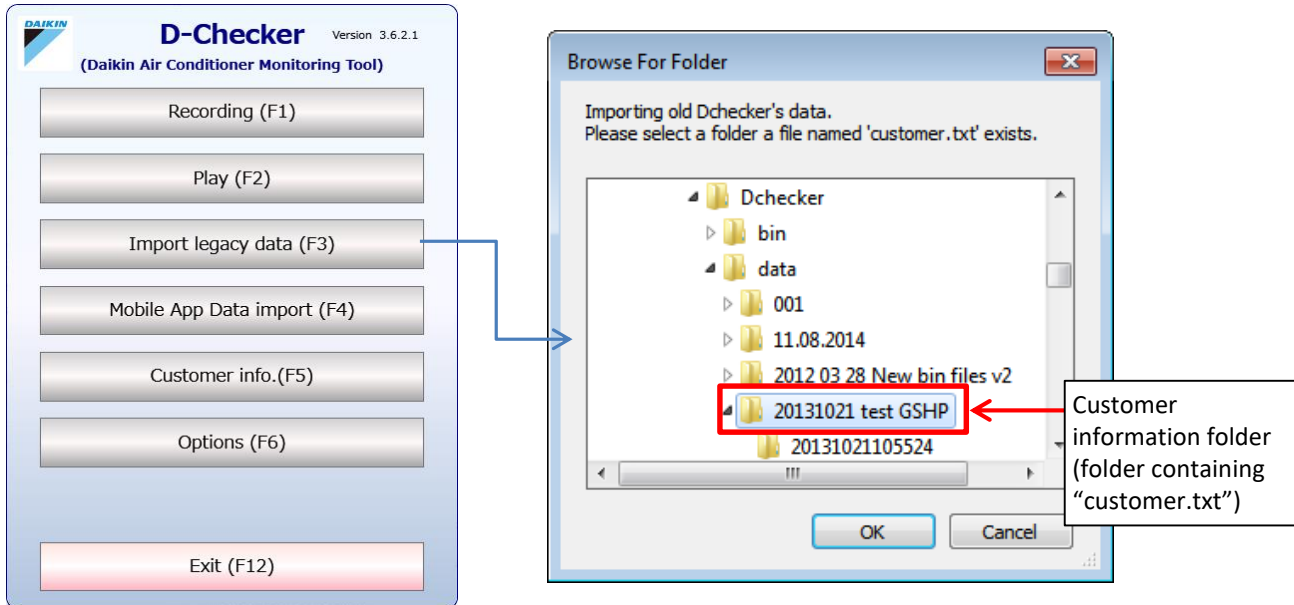 DAIKIN
D-Checker Version 3.6.2.1
(Daikin Air Conditioner Monitoring Tool)
Recording (F1)
Play (F2)
Import legacy data (F3)
Mobile App Data import (F4)
Customer info.(F5)
Options (F6)
Exit (F12)
Browse For Folder
Importing old Dchecker's data.
Please select a folder a file named 'customer.txt' exists.
Dchecker
bin
data
001
11.08.2014
2012 03 28 New bin files v2
20131021 test GSHP
20131021105524
OK Cancel
Customer
information folder
(folder containing
“customer.txt”)